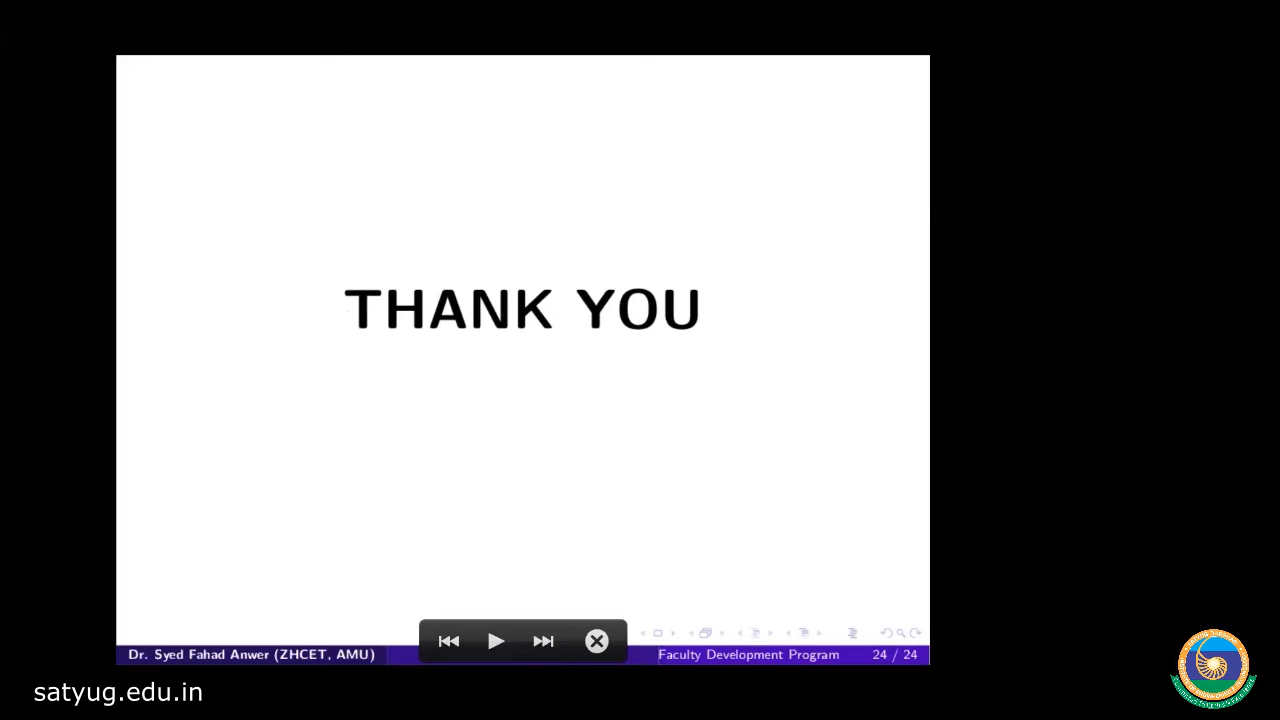 THANK YOU
Dr. Syed Fahad Anwer (ZHCET, AMU)
Faculty Development Program
24 / 24
satyug.edu.in